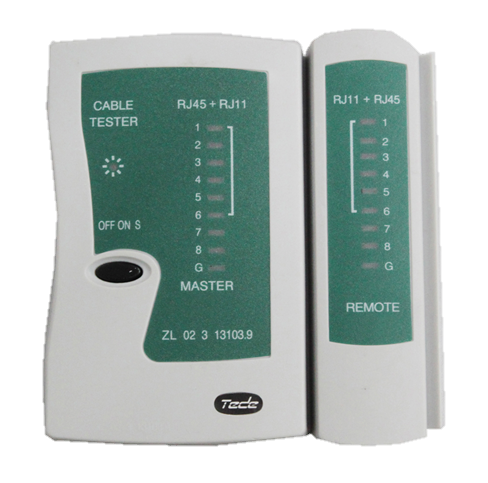 CABLE
TESTER
OFF ON S
RJ45 + RJ11
1
2
3
4
5
6
7
8
G
MASTER
ZL 02 3 13103.9
Tede
RJ11 + RJ45
1
2
3
4
5
6
7
8
G
REMOTE